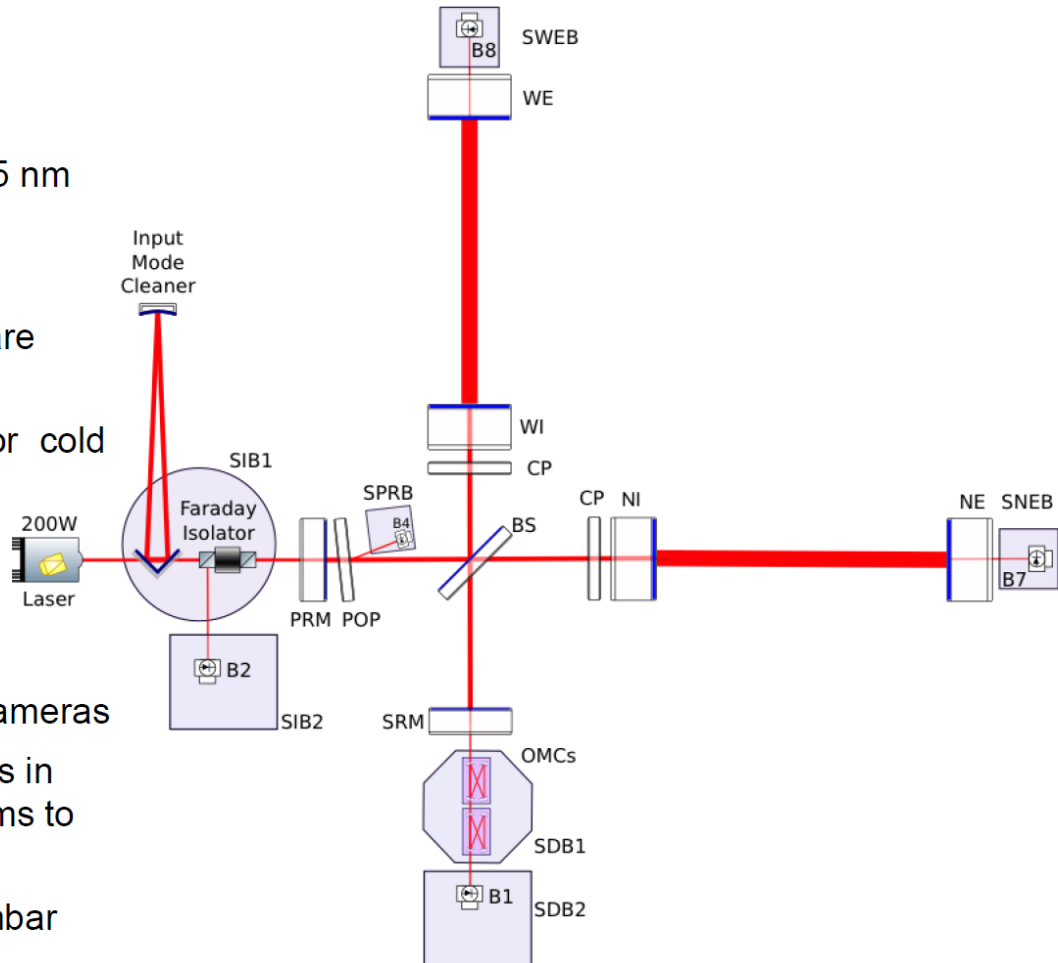 B8
SWEB
WE
5 nm
Input
Mode
Cleaner
are
WI
or cold
CP
SIB1
SPRB
B4
CP NI
NE SNEB
200W
Faraday
Isolator
BS
B7
Laser
PRM POP
B2
SIB2
ameras
SRM
OMCs
s in
ms to
SDB1
B1
SDB2
bar